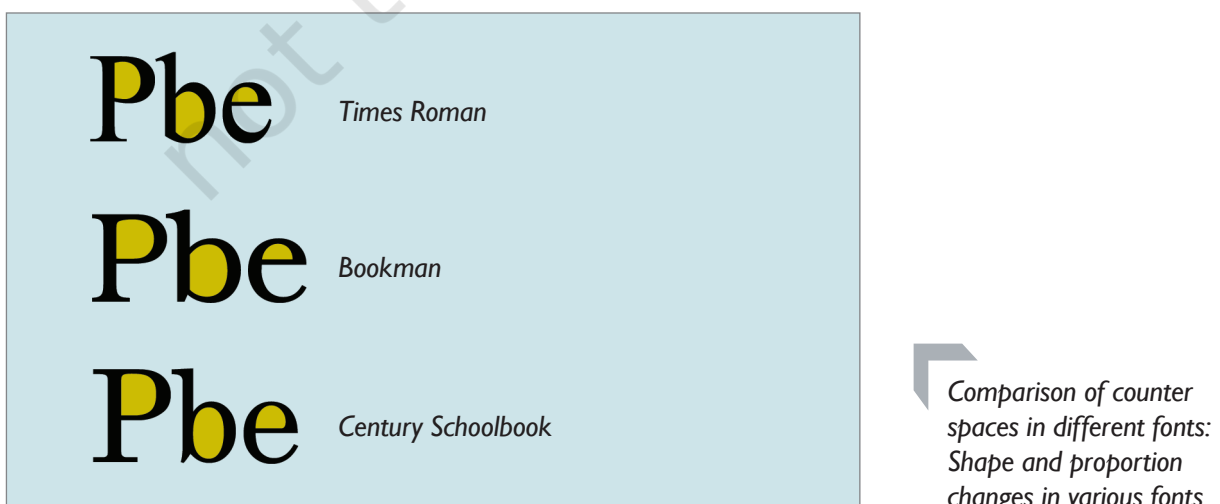 Pbe Times Roman
Pbe Bookman
Pbe Century Schoolbook
Comparison of counter
spaces in different fonts:
Shape and proportion
changes in various fonts
not